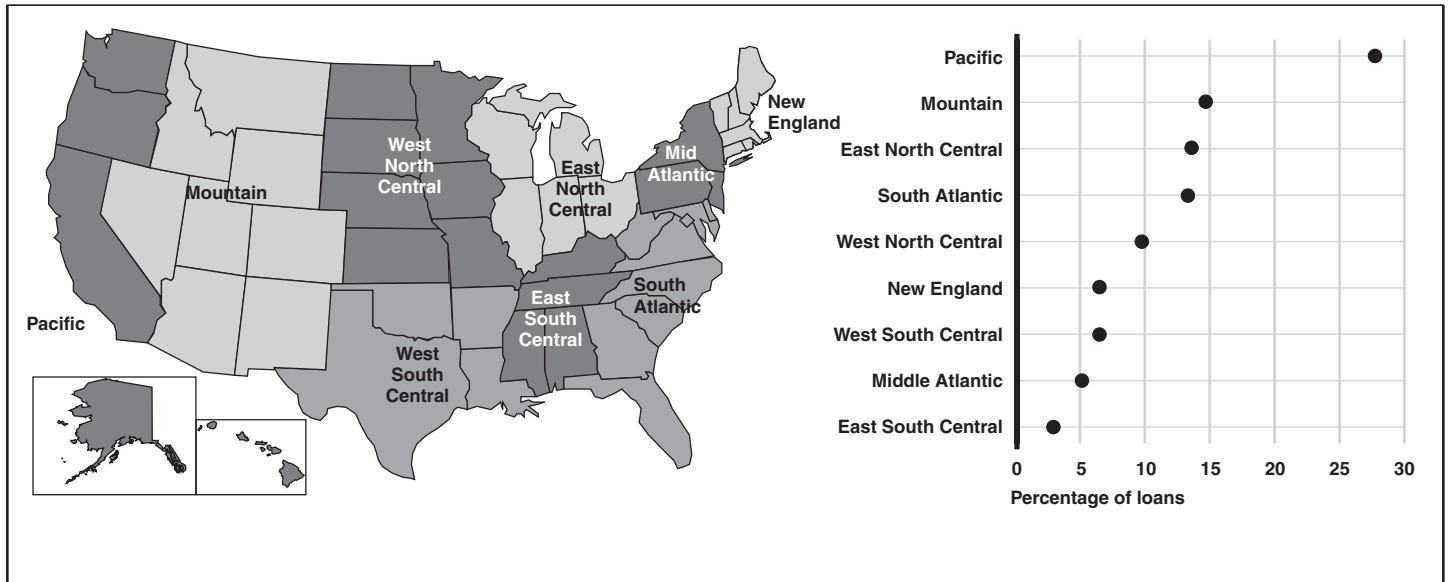 New
England
West
North
Central
Mid
Atlantic
East
North
Central
Mountain
South
Atlantic
East
South
Central
Pacific
West
South
Central
Pacific
Mountain
East North Central
South Atlantic
West North Central
New England
West South Central
Middle Atlantic
East South Central
0 5 10 15 20 25 30
Percentage of loans